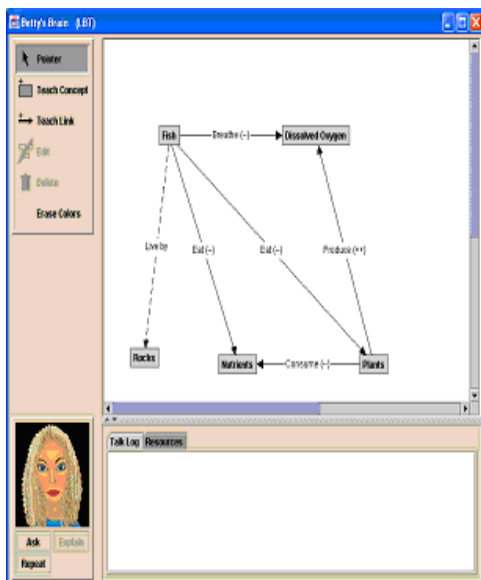 Betty's Brain (LBT)
Pointer
Teach Concept
Teach Link
Edit
Delete
Erase Colors
Fish
Breathe (-)
Dissolved Oxygen
Live by
Eat (-)
Eat (-)
Produce (++)
Rocks
Nutrients
Consume (-)
Plants
Talk Log
Resources
Ask
Explain
Repeat